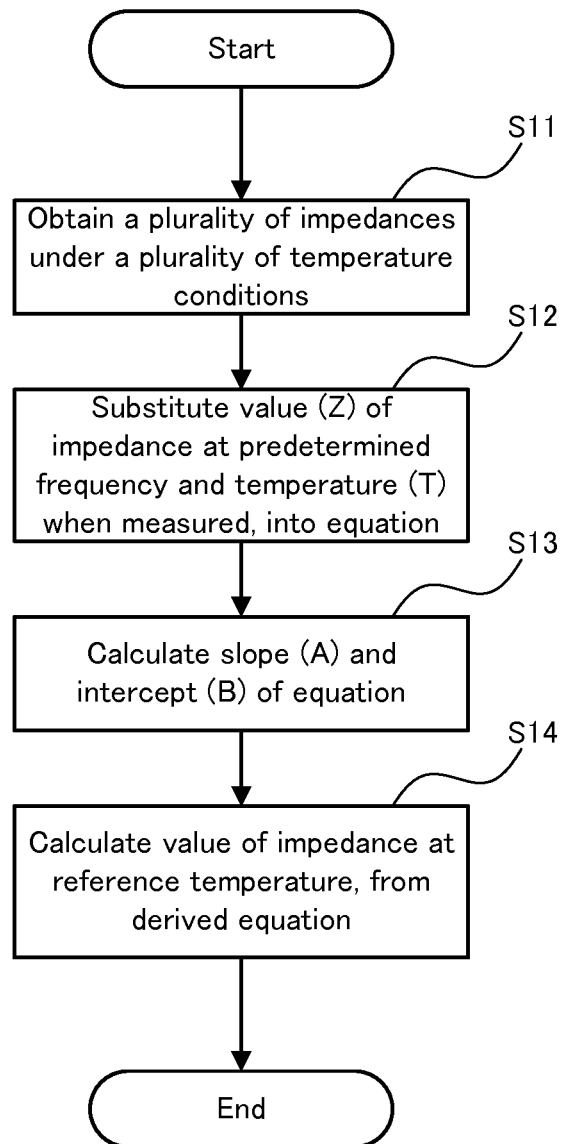 Start
S11
Obtain a plurality of impedances
under a plurality of temperature
conditions
S12
Substitute value (Z) of
impedance at predetermined
frequency and temperature (T)
when measured, into equation
S13
Calculate slope (A) and
intercept (B) of equation
S14
Calculate value of impedance at
reference temperature, from
derived equation
End